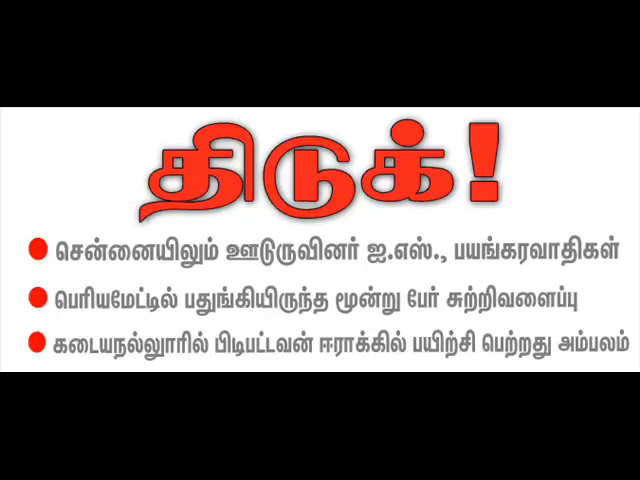 திடுக்!
சென்னையிலும் ஊடுருவினர் ஐ.எஸ்., பயங்கரவாதிகள்
பெரியமேட்டில் பதுங்கியிருந்த மூன்று பேர் சுற்றிவளைப்பு
கடையநல்லூரில் பிடிபட்டவன் ஈராக்கில் பயிற்சி பெற்றது அம்பலம்